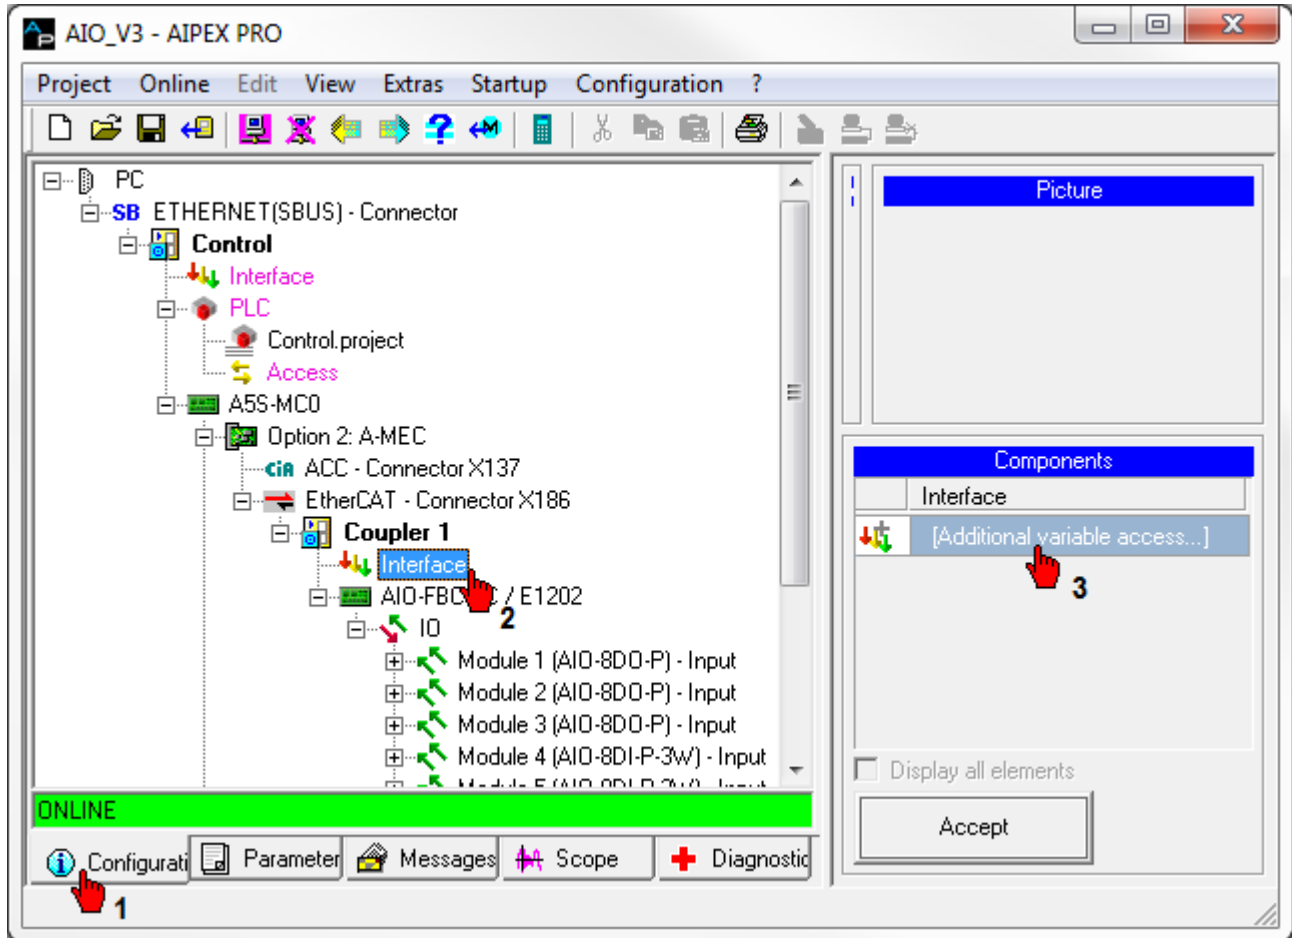 AIO_V3 - AIPEX PRO
Project Online Edit View Extras Startup Configuration ?
PC
SB ETHERNET(SBUS) - Connector
Control
Interface
PLC
Control.project
Access
A5S-MC0
Option 2: A-MEC
CiA ACC - Connector X137
EtherCAT - Connector X186
Coupler 1
Interface
2
AIO-FBC / E1202
IO
Module 1 (AIO-8DO-P) - Input
Module 2 (AIO-8DO-P) - Input
Module 3 (AIO-8DO-P) - Input
Module 4 (AIO-8DI-P-3W) - Input
ONLINE
Configurati Parameter Messages Scope Diagnostic
1
Picture
Components
Interface
[Additional variable access...]
3
Display all elements
Accept